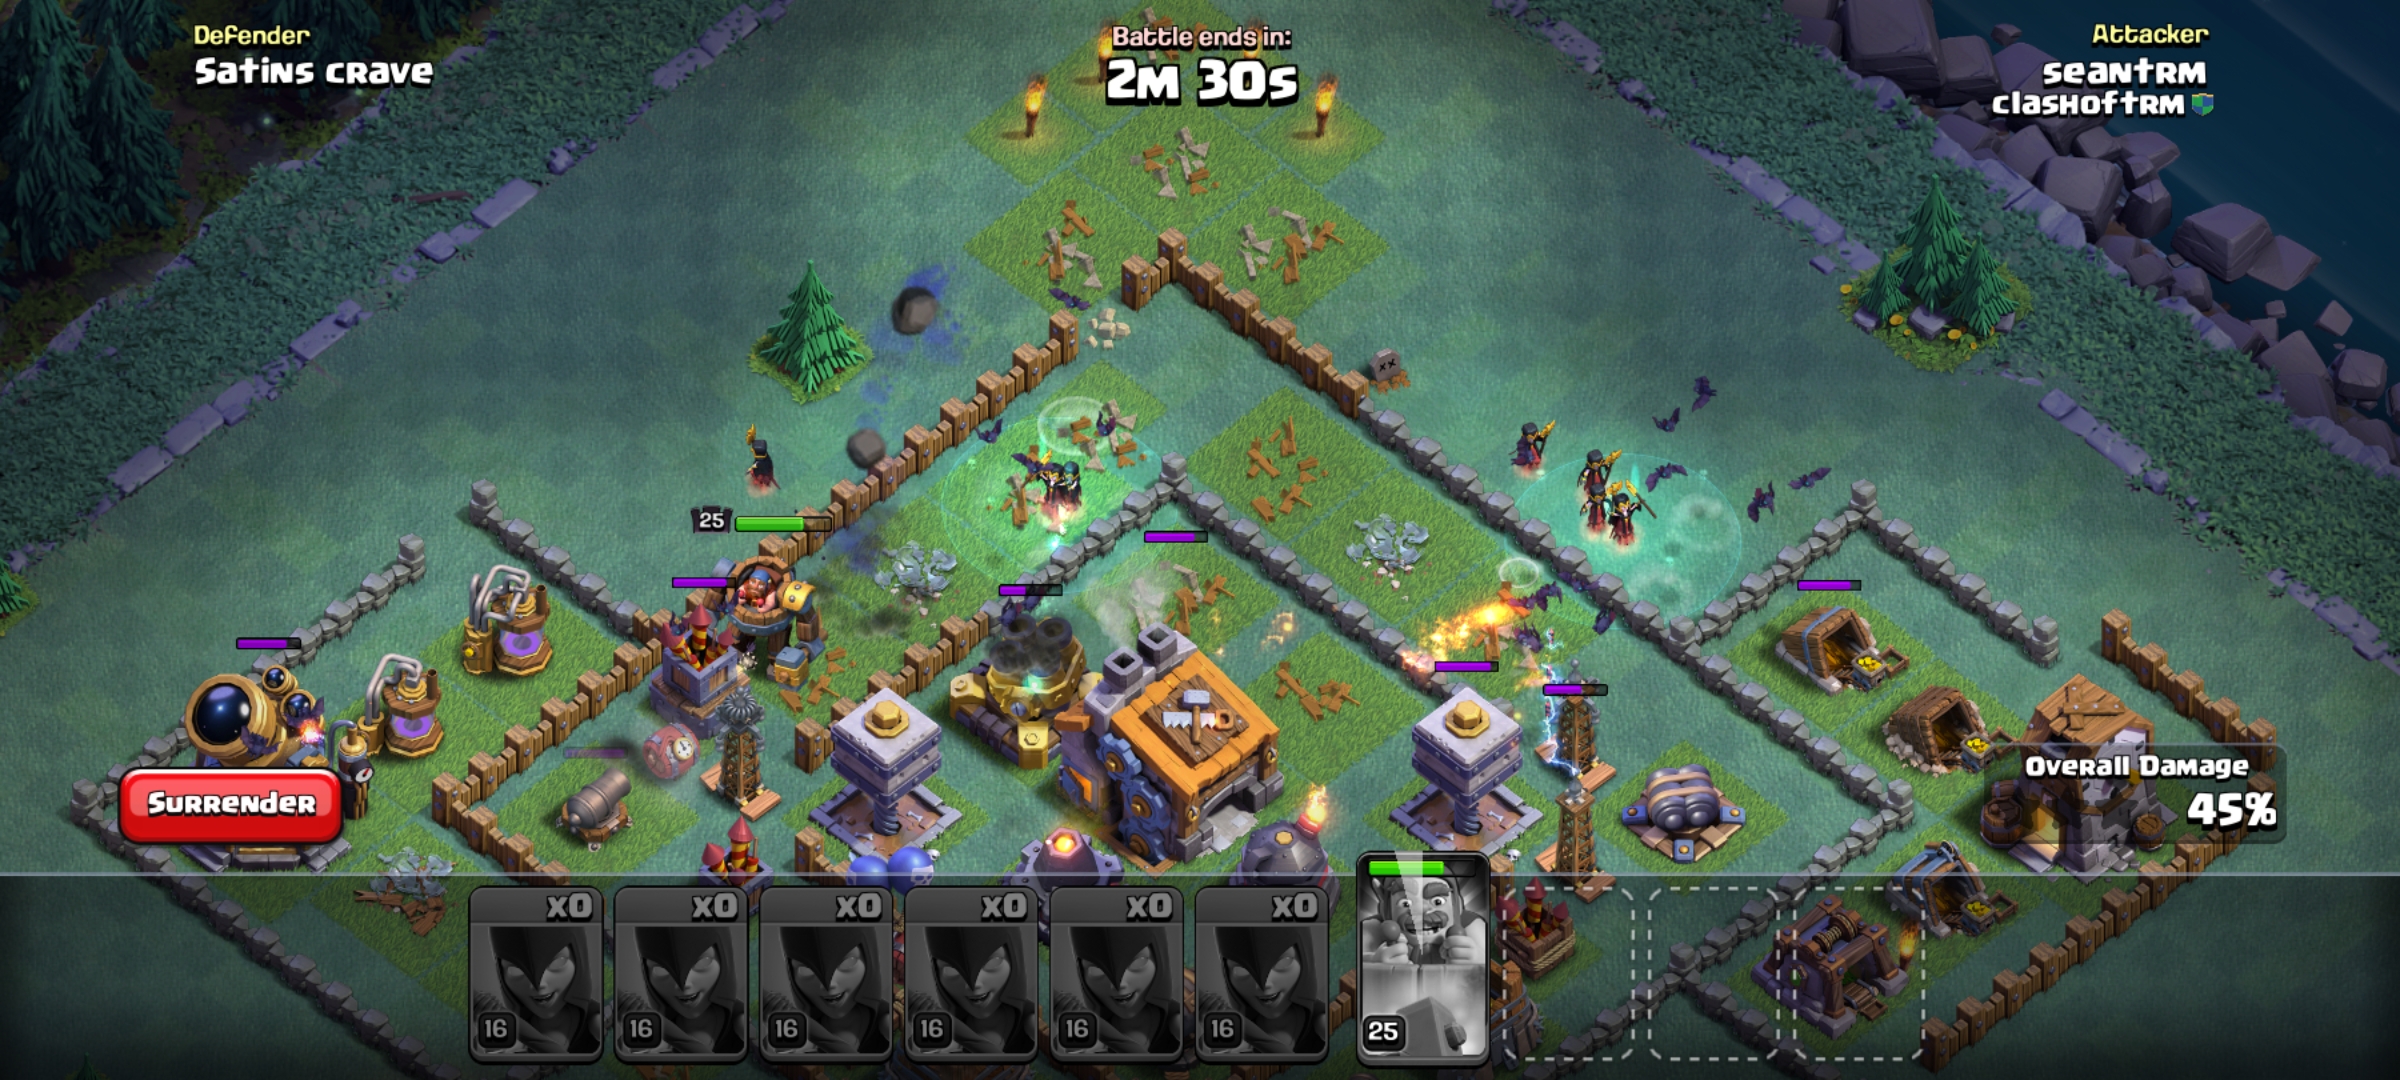 Defender
Satins crave
Battle ends in:
2m 30s
Attacker
seantrm
clashoftrm
25
Surrender
Overall Damage
45%
x0
x0
x0
x0
x0
x0
16
16
16
16
16
16
25